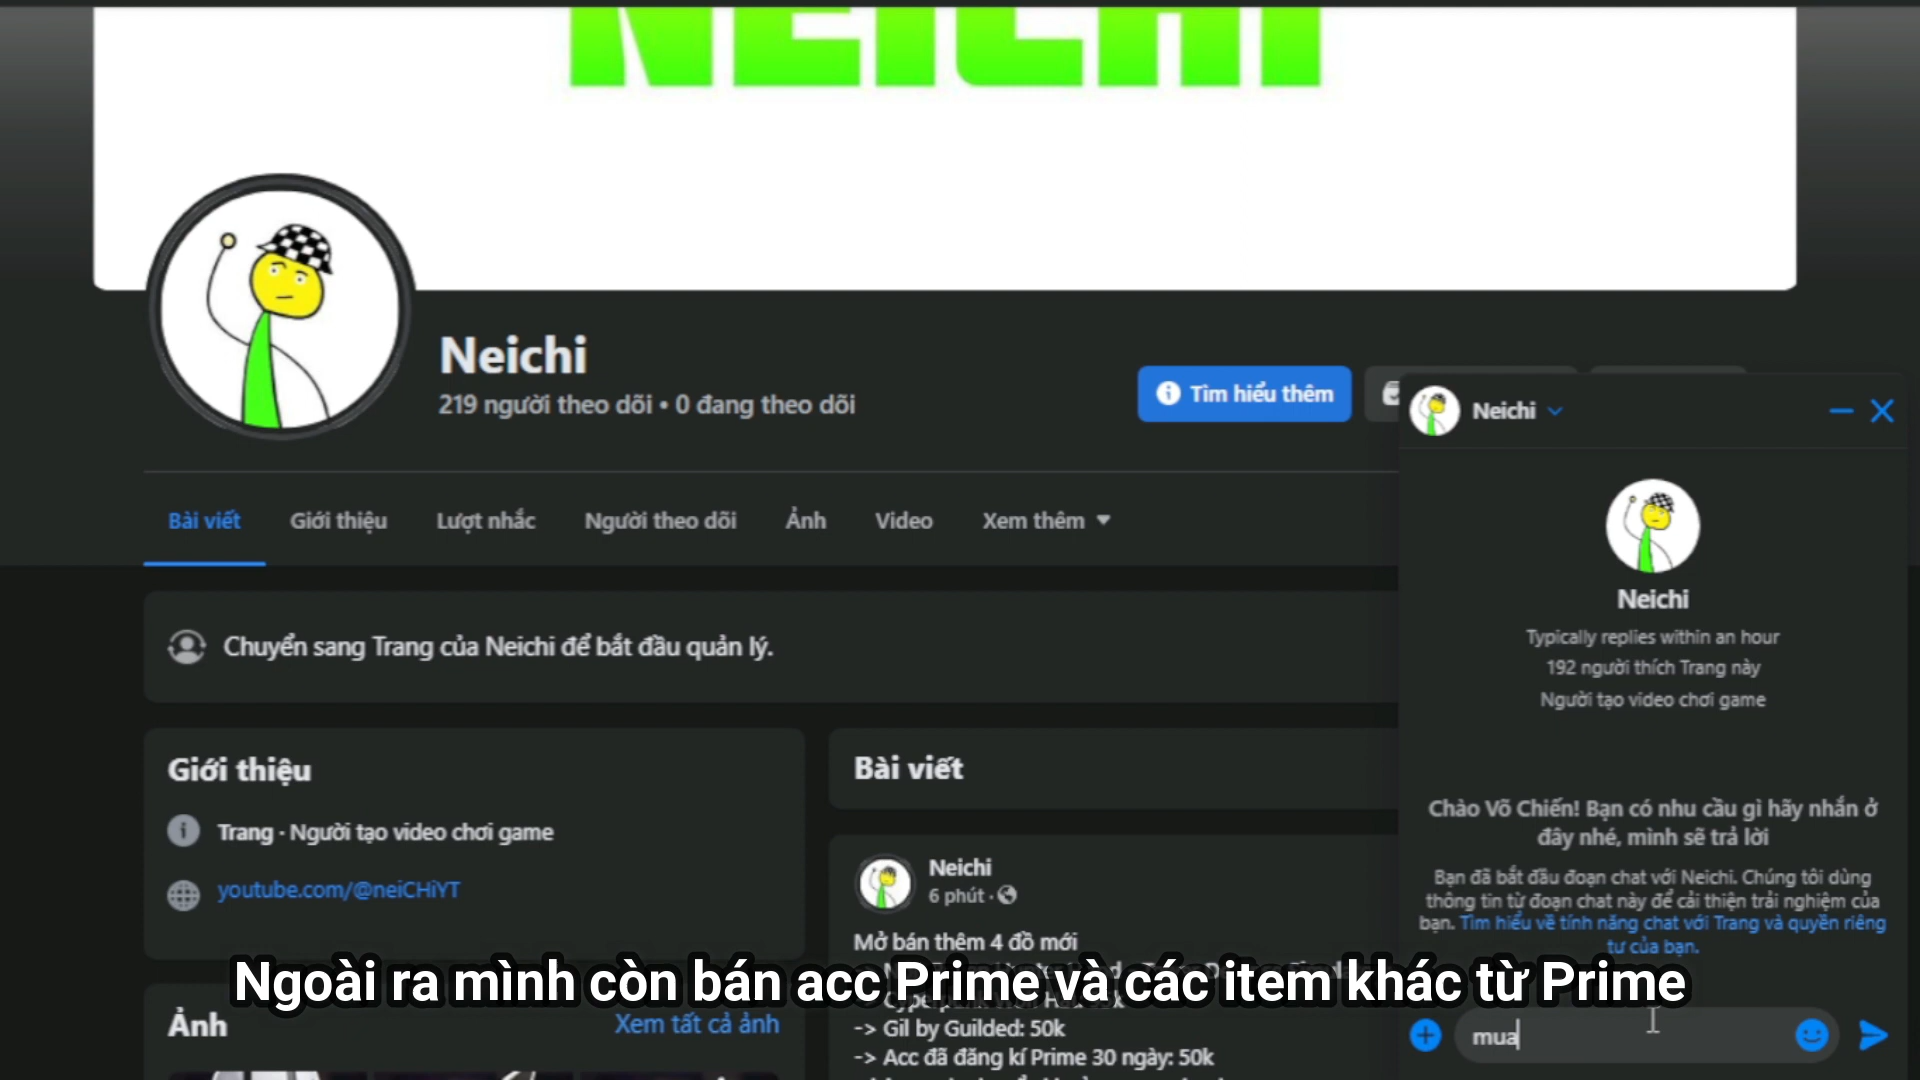 NEICHI
Neichi
219 người theo dõi • 0 đang theo dõi
Tìm hiểu thêm
Bài viết
Giới thiệu
Lượt nhắc
Người theo dõi
Ảnh
Video
Xem thêm
Chuyển sang Trang của Neichi để bắt đầu quản lý.
Giới thiệu
Trang · Người tạo video chơi game
youtube.com/@neiCHiYT
Ảnh
Xem tất cả ảnh
Bài viết
Neichi
6 phút ·
Mở bán thêm 4 đồ mới
-> Gil by Guilded: 50k
-> Acc đã đăng kí Prime 30 ngày: 50k
Neichi
Neichi
Typically replies within an hour
192 người thích Trang này
Người tạo video chơi game
Chào Võ Chiến! Bạn có nhu cầu gì hãy nhắn ở
đây nhé, mình sẽ trả lời
Bạn đã bắt đầu đoạn chat với Neichi. Chúng tôi dùng
thông tin từ đoạn chat này để cải thiện trải nghiệm của
bạn. Tìm hiểu về tính năng chat với Trang và quyền riêng
tư của bạn.
mua
Ngoài ra mình còn bán acc Prime và các item khác từ Prime